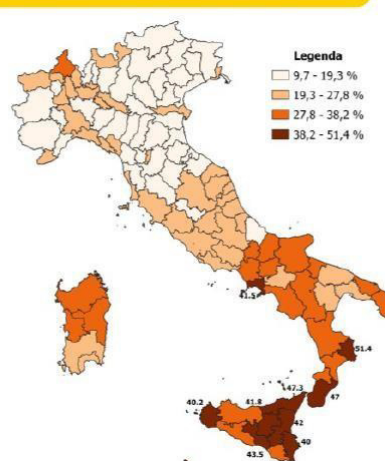 Legenda
9,7 - 19,3 %
19,3 - 27,8 %
27,8 - 38,2 %
38,2 - 51,4 %
41.5
51.4
47.3
47
40.2
41.8
42
40
43.5